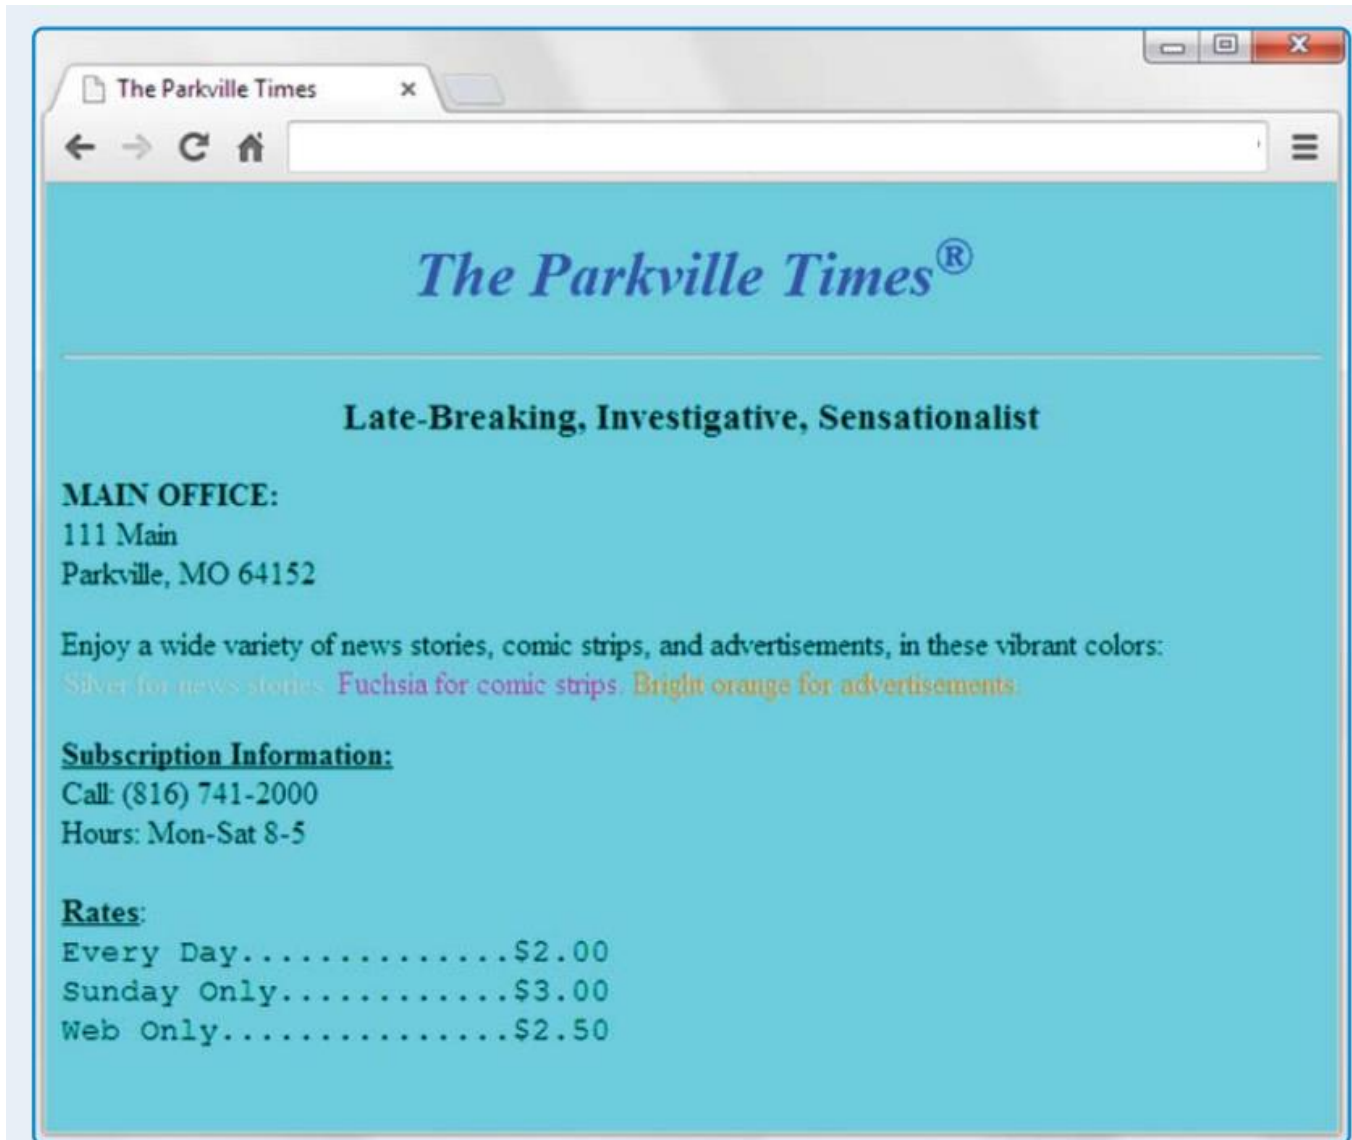 The Parkville Times
The Parkville Times®
Late-Breaking, Investigative, Sensationalist
MAIN OFFICE:
111 Main
Parkville, MO 64152
Enjoy a wide variety of news stories, comic strips, and advertisements, in these vibrant colors:
Silver for news stories. Fuchsia for comic strips. Bright orange for advertisements.
Subscription Information:
Call: (816) 741-2000
Hours: Mon-Sat 8-5
Rates:
Every Day..............$2.00
Sunday Only............$3.00
Web Only...............$2.50